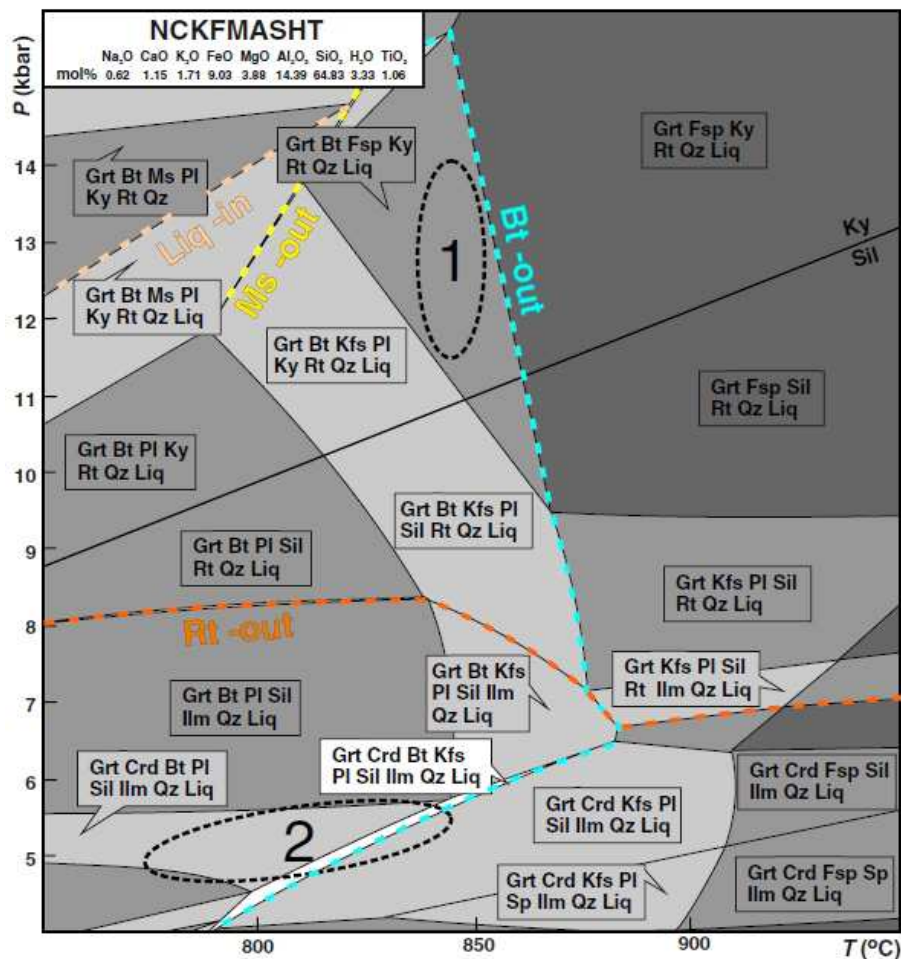 NCKFMASHT
Na₂O CaO K₂O FeO MgO Al₂O₃ SiO₂ H₂O TiO₂
mol% 0.62 1.15 1.71 9.03 3.88 14.39 64.83 3.33 1.06
P (kbar)
14
13
12
11
10
9
8
7
6
5
Grt Bt Fsp Ky
Rt Qz Liq
Grt Fsp Ky
Rt Qz Liq
Grt Bt Ms Pl
Ky Rt Qz
Liq -in
Ms -out
1
Bt -out
Ky
Sil
Grt Bt Ms Pl
Ky Rt Qz Liq
Grt Bt Kfs Pl
Ky Rt Qz Liq
Grt Fsp Sil
Rt Qz Liq
Grt Bt Pl Ky
Rt Qz Liq
Grt Bt Kfs Pl
Sil Rt Qz Liq
Grt Bt Pl Sil
Rt Qz Liq
Grt Kfs Pl Sil
Rt Qz Liq
Rt -out
Grt Bt Kfs
Pl Sil Ilm
Qz Liq
Grt Kfs Pl Sil
Rt Ilm Qz Liq
Grt Bt Pl Sil
Ilm Qz Liq
Grt Crd Bt Kfs
Pl Sil Ilm Qz Liq
Grt Crd Bt Pl
Sil Ilm Qz Liq
Grt Crd Fsp Sil
Ilm Qz Liq
Grt Crd Kfs Pl
Sil Ilm Qz Liq
2
Grt Crd Kfs Pl
Sp Ilm Qz Liq
Grt Crd Fsp Sp
Ilm Qz Liq
800 850 900 T (ºC)